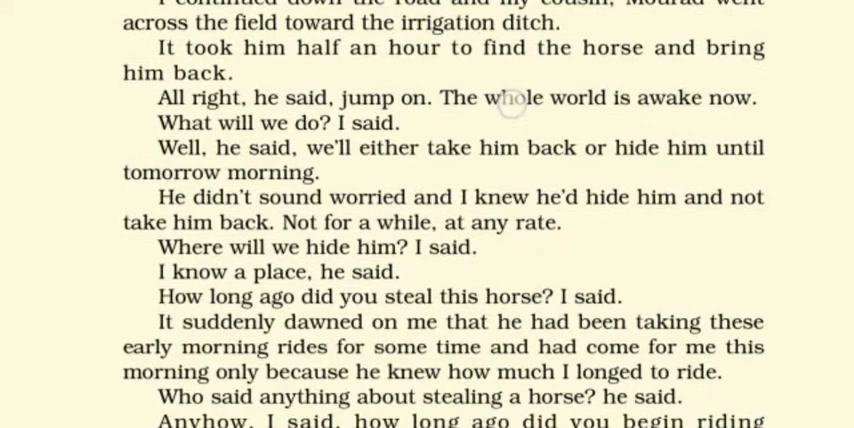 I continued down the road and my cousin, Mourad went
across the field toward the irrigation ditch.
It took him half an hour to find the horse and bring
him back.
All right, he said, jump on. The whole world is awake now.
What will we do? I said.
Well, he said, we'll either take him back or hide him until
tomorrow morning.
He didn't sound worried and I knew he'd hide him and not
take him back. Not for a while, at any rate.
Where will we hide him? I said.
I know a place, he said.
How long ago did you steal this horse? I said.
It suddenly dawned on me that he had been taking these
early morning rides for some time and had come for me this
morning only because he knew how much I longed to ride.
Who said anything about stealing a horse? he said.
Anyhow, I said, how long ago did you begin riding